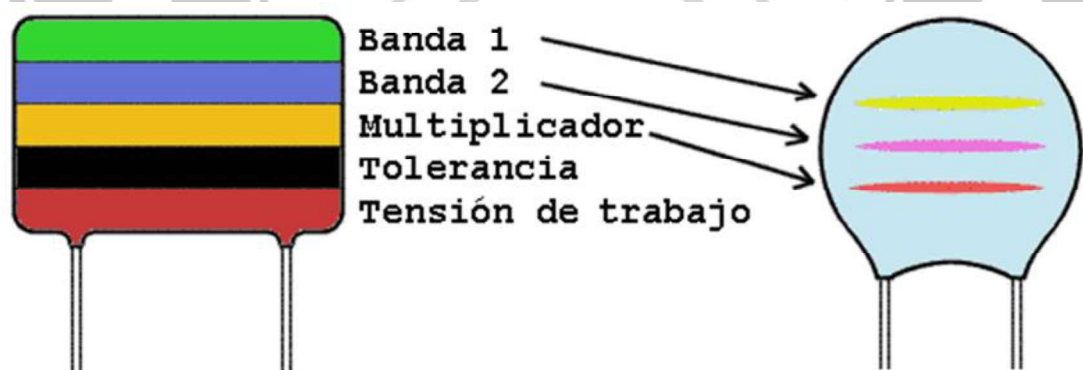 Banda 1
Banda 2
Multiplicador
Tolerancia
Tensión de trabajo